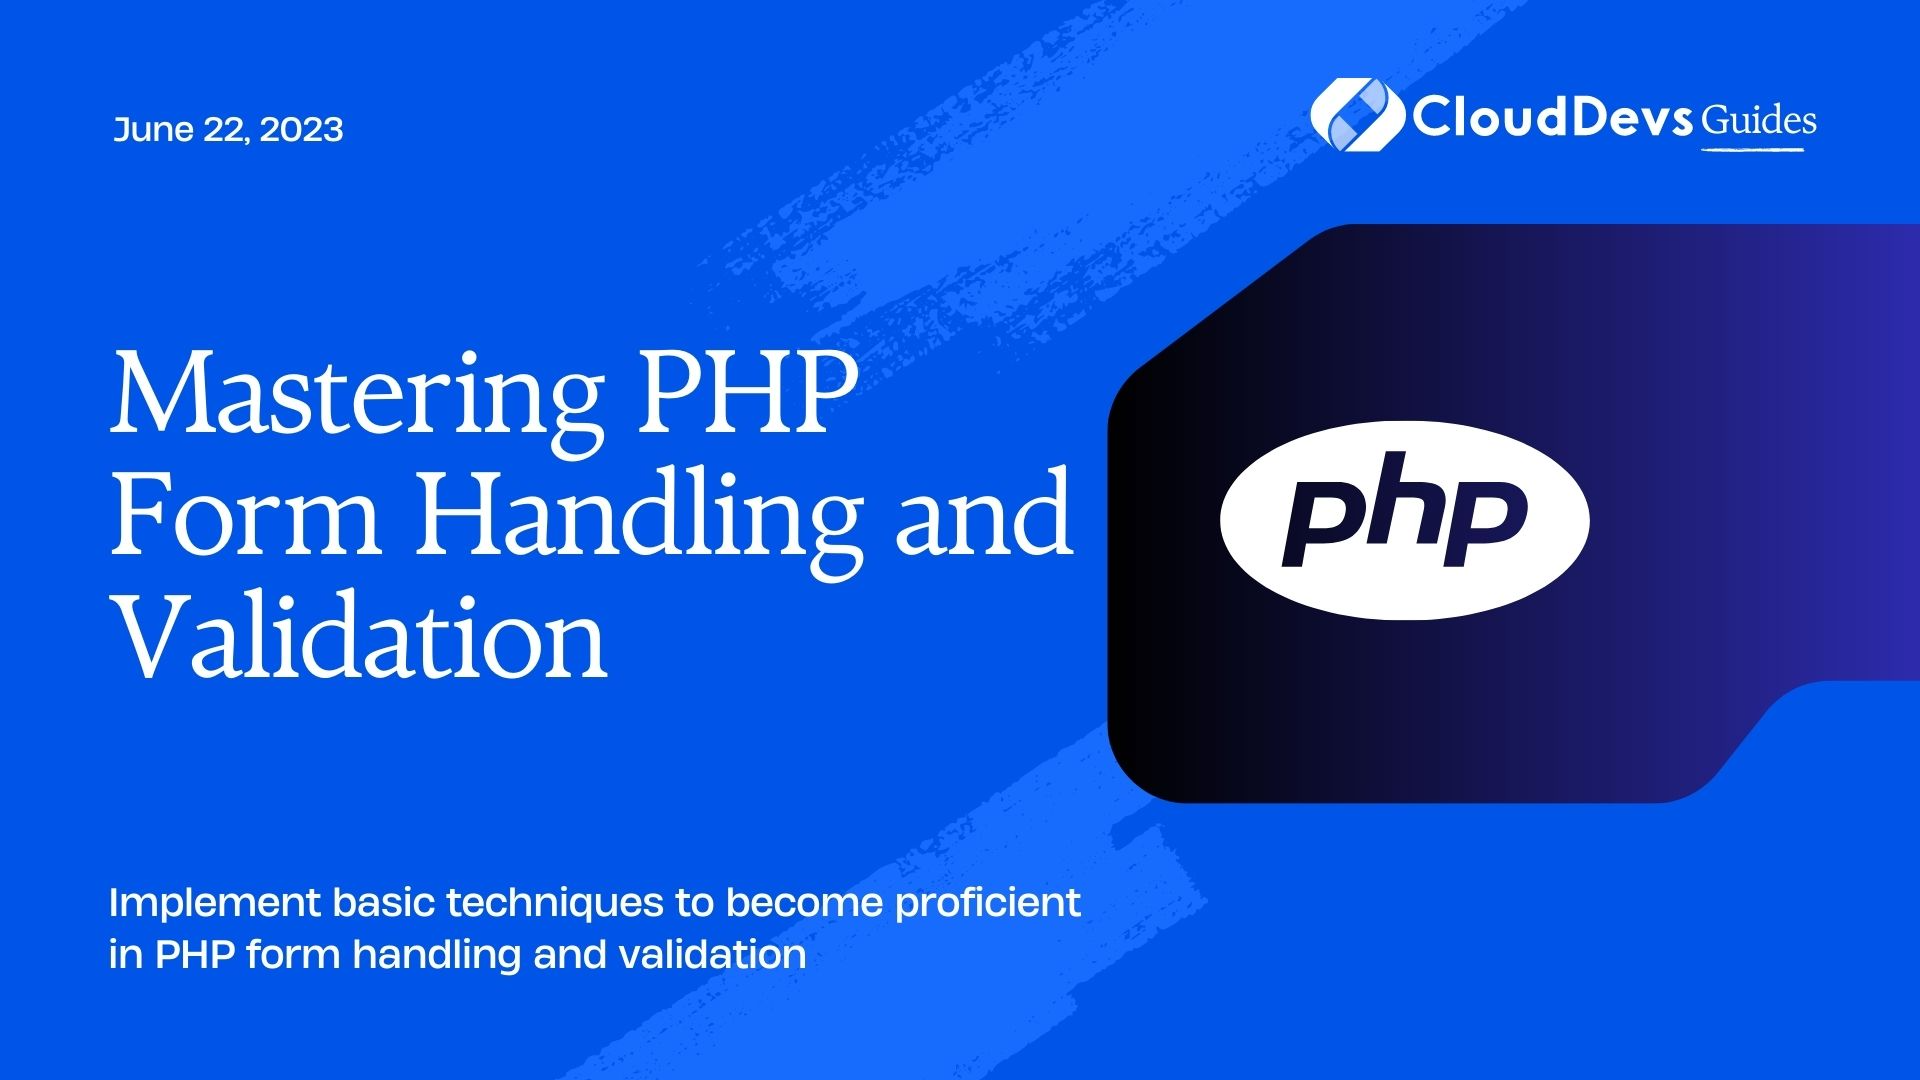 June 22, 2023
CloudDevs Guides
Mastering PHP
Form Handling and
Validation
php
Implement basic techniques to become proficient
in PHP form handling and validation